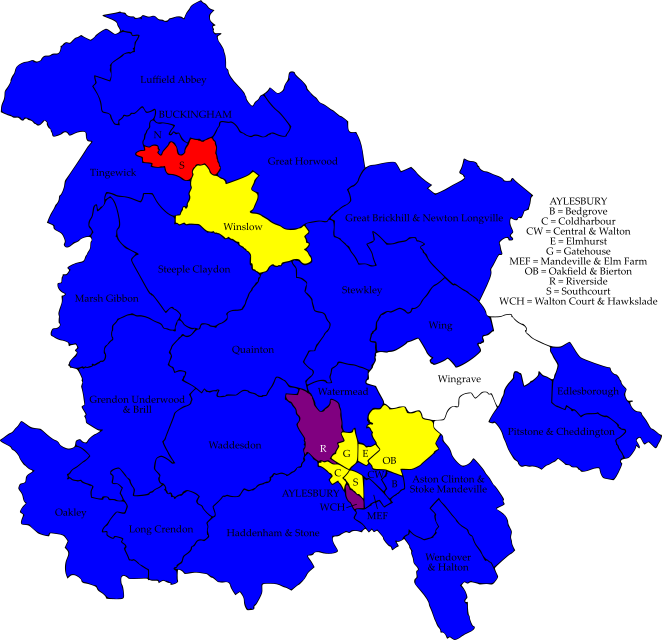 Luffield Abbey
BUCKINGHAM
N
S
Great Horwood
Tingewick
Great Brickhill & Newton Longville
Winslow
AYLESBURY
B = Bedgrove
C = Coldharbour
CW = Central & Walton
E = Elmhurst
G = Gatehouse
MEF = Mandeville & Elm Farm
OB = Oakfield & Bierton
R = Riverside
S = Southcourt
WCH = Walton Court & Hawkslade
Steeple Claydon
Marsh Gibbon
Stewkley
Wing
Quainton
Wingrave
Edlesborough
Waddesdon
Grendon Underwood
& Brill
Pitstone & Cheddington
R
G
E
OB
C
S
B
Aston Clinton &
Stoke Mandeville
AYLESBURY
WCH
MEF
Oakley
Long Crendon
Haddenham & Stone
Wendover
& Halton